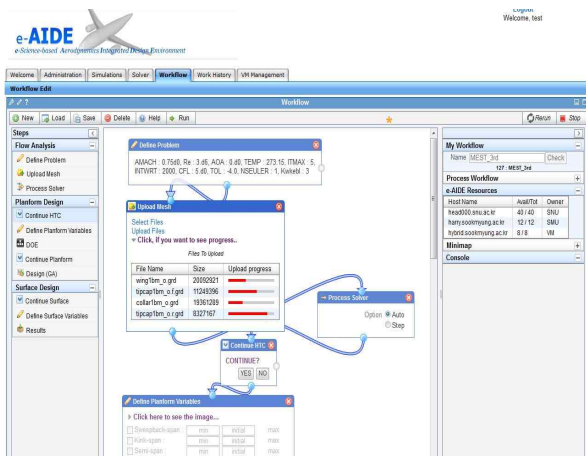 Logout
Welcome, test
e-AIDE
e-Science-based Aerodynamics Integrated Design Environment
Welcome Administration Simulations Solver Workflow Work History VM Management
Workflow Edit
Workflow
New Load Save Delete Help Run Rerun Stop
Steps
Flow Analysis
Define Problem
Upload Mesh
Process Solver
Planform Design
Continue HTC
Define Planform Variables
DOE
Continue Planform
Design (GA)
Surface Design
Continue Surface
Define Surface Variables
Results
Define Problem
AMACH : 0.75d0, Re : 3.d6, AOA : 0.d0, TEMP : 273.15, ITMAX : 5,
INTWRT : 2000, CFL : 5.d0, TOL : -4.0, NSEULER : 1, Kwkebl : 3
Upload Mesh
Select Files
Upload Files
Click, if you want to see progress..
Files To Upload
File Name Size Upload progress
wing1bm_o.grd 20092921
tipcap1bm_o.f.grd 11249396
collar1bm_o.grd 19361289
tipcap1bm_o.grd 8327167
Process Solver
Option Auto
Step
Continue HTC
CONTINUE?
YES NO
Define Planform Variables
Click here to see the image....
Sweepback-span : min initial max
Kink-span : min initial max
Semi-span : min initial max
My Workflow
Name MEST_3rd Check
127 : MEST_3rd
Process Workflow
e-AIDE Resources
Host Name Avail/Tot Owner
head000.snu.ac.kr 40 / 40 SNU
harry.sookmyung.ac.kr 12 / 12 SMU
hybrid.sookmyung.ac.kr 8 / 8 VM
Minimap
Console